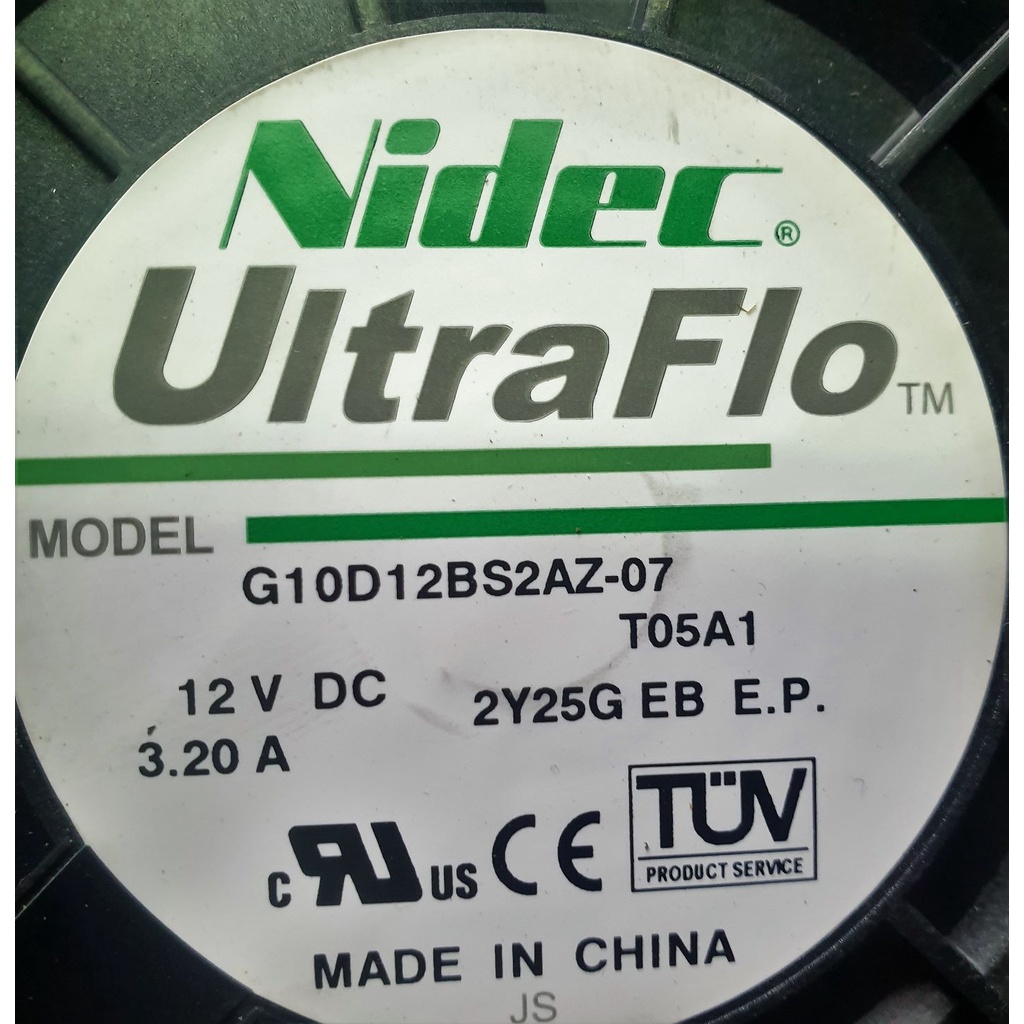 Nidec®
UltraFlo™
MODEL
G10D12BS2AZ-07
T05A1
12 V DC
2Y25G EB E.P.
3.20 A
c RU US CE TÜV
PRODUCT SERVICE
MADE IN CHINA
JS